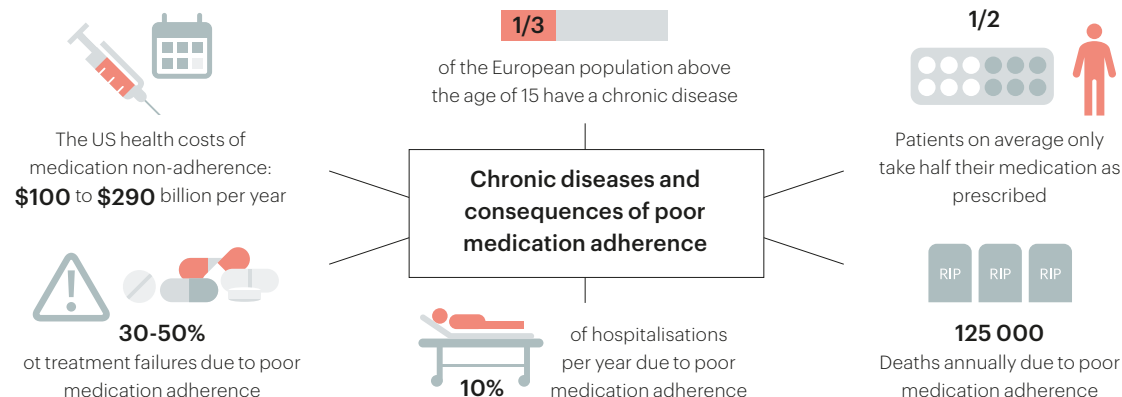 1/3
of the European population above
the age of 15 have a chronic disease
1/2
Patients on average only
take half their medication as
prescribed
The US health costs of
medication non-adherence:
$100 to $290 billion per year
Chronic diseases and
consequences of poor
medication adherence
30-50%
ot treatment failures due to poor
medication adherence
10%
of hospitalisations
per year due to poor
medication adherence
RIP RIP RIP
125 000
Deaths annually due to poor
medication adherence